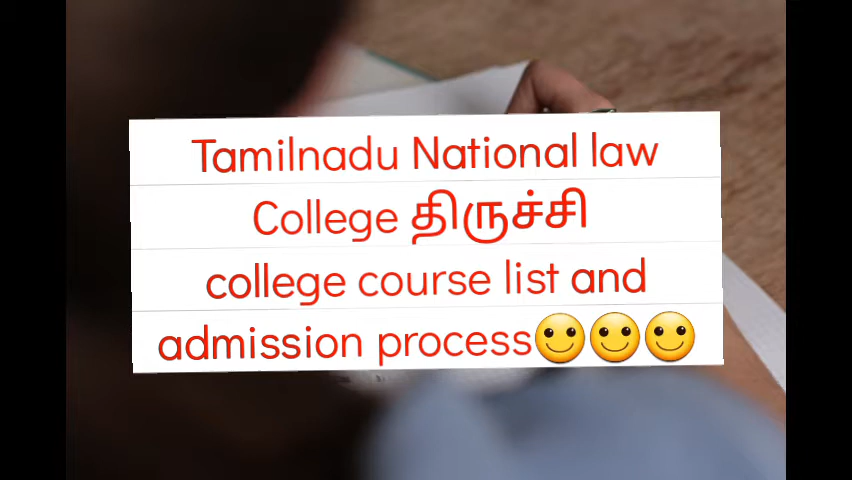 Tamilnadu National law
College திருச்சி
college course list and
admission process🙂🙂🙂